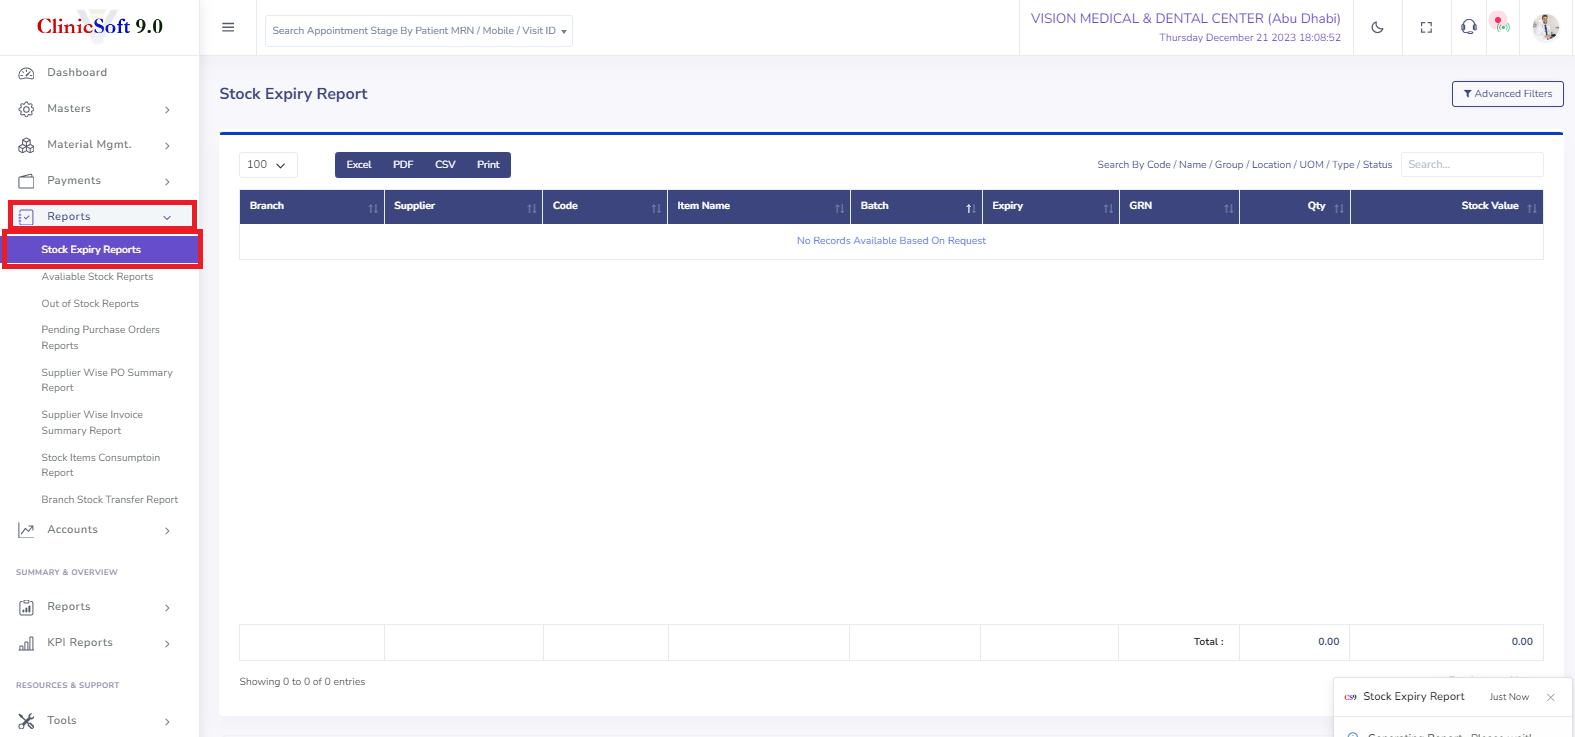 ClinicSoft 9.0
Search Appointment Stage By Patient MRN / Mobile / Visit ID
VISION MEDICAL & DENTAL CENTER (Abu Dhabi)
Thursday December 21 2023 18:08:52
Dashboard
Masters
Material Mgmt.
Payments
Reports
Stock Expiry Reports
Avaliable Stock Reports
Out of Stock Reports
Pending Purchase Orders
Reports
Supplier Wise PO Summary
Report
Supplier Wise Invoice
Summary Report
Stock Items Consumptoin
Report
Branch Stock Transfer Report
Accounts
SUMMARY & OVERVIEW
Reports
KPI Reports
RESOURCES & SUPPORT
Tools
Stock Expiry Report
Advanced Filters
100
Excel PDF CSV Print
Search By Code / Name / Group / Location / UOM / Type / Status
Search...
Branch Supplier Code Item Name Batch Expiry GRN Qty Stock Value
No Records Available Based On Request
Total : 0.00 0.00
Showing 0 to 0 of 0 entries
CS9 Stock Expiry Report Just Now
Generating Report.. Please wait!